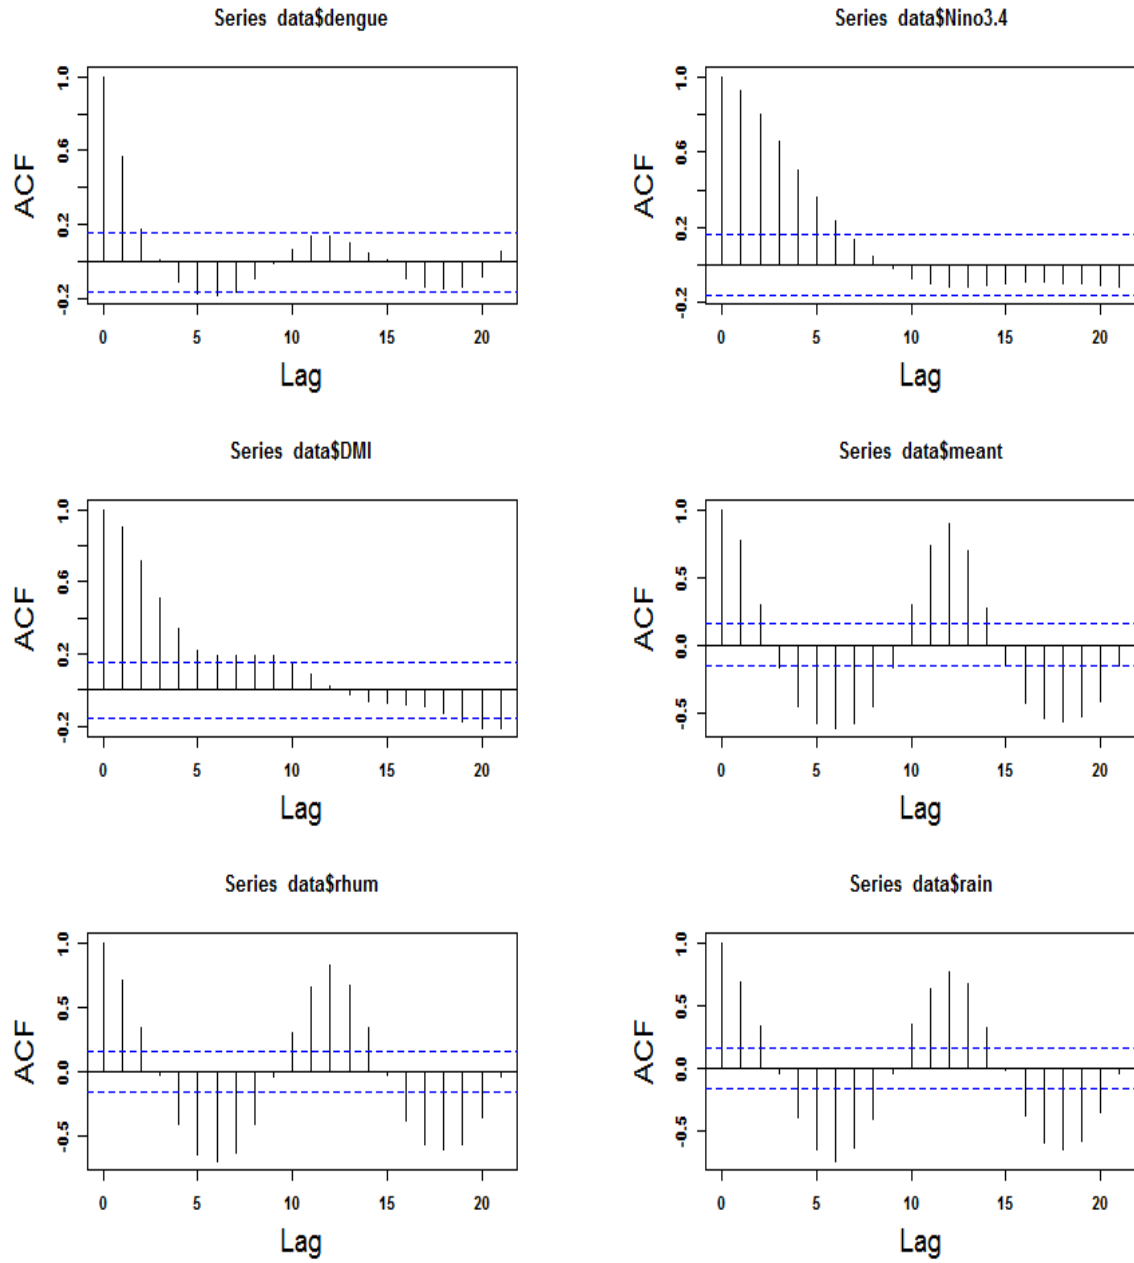 Series data$dengue
ACF
1.0
0.6
0.2
-0.2
0 5 10 15 20
Lag
Series data$Nino3.4
ACF
1.0
0.6
0.2
-0.2
0 5 10 15 20
Lag
Series data$DMI
ACF
1.0
0.6
0.2
-0.2
0 5 10 15 20
Lag
Series data$meant
ACF
1.0
0.5
0.0
-0.5
0 5 10 15 20
Lag
Series data$rhum
ACF
1.0
0.5
0.0
-0.5
0 5 10 15 20
Lag
Series data$rain
ACF
1.0
0.5
0.0
-0.5
0 5 10 15 20
Lag